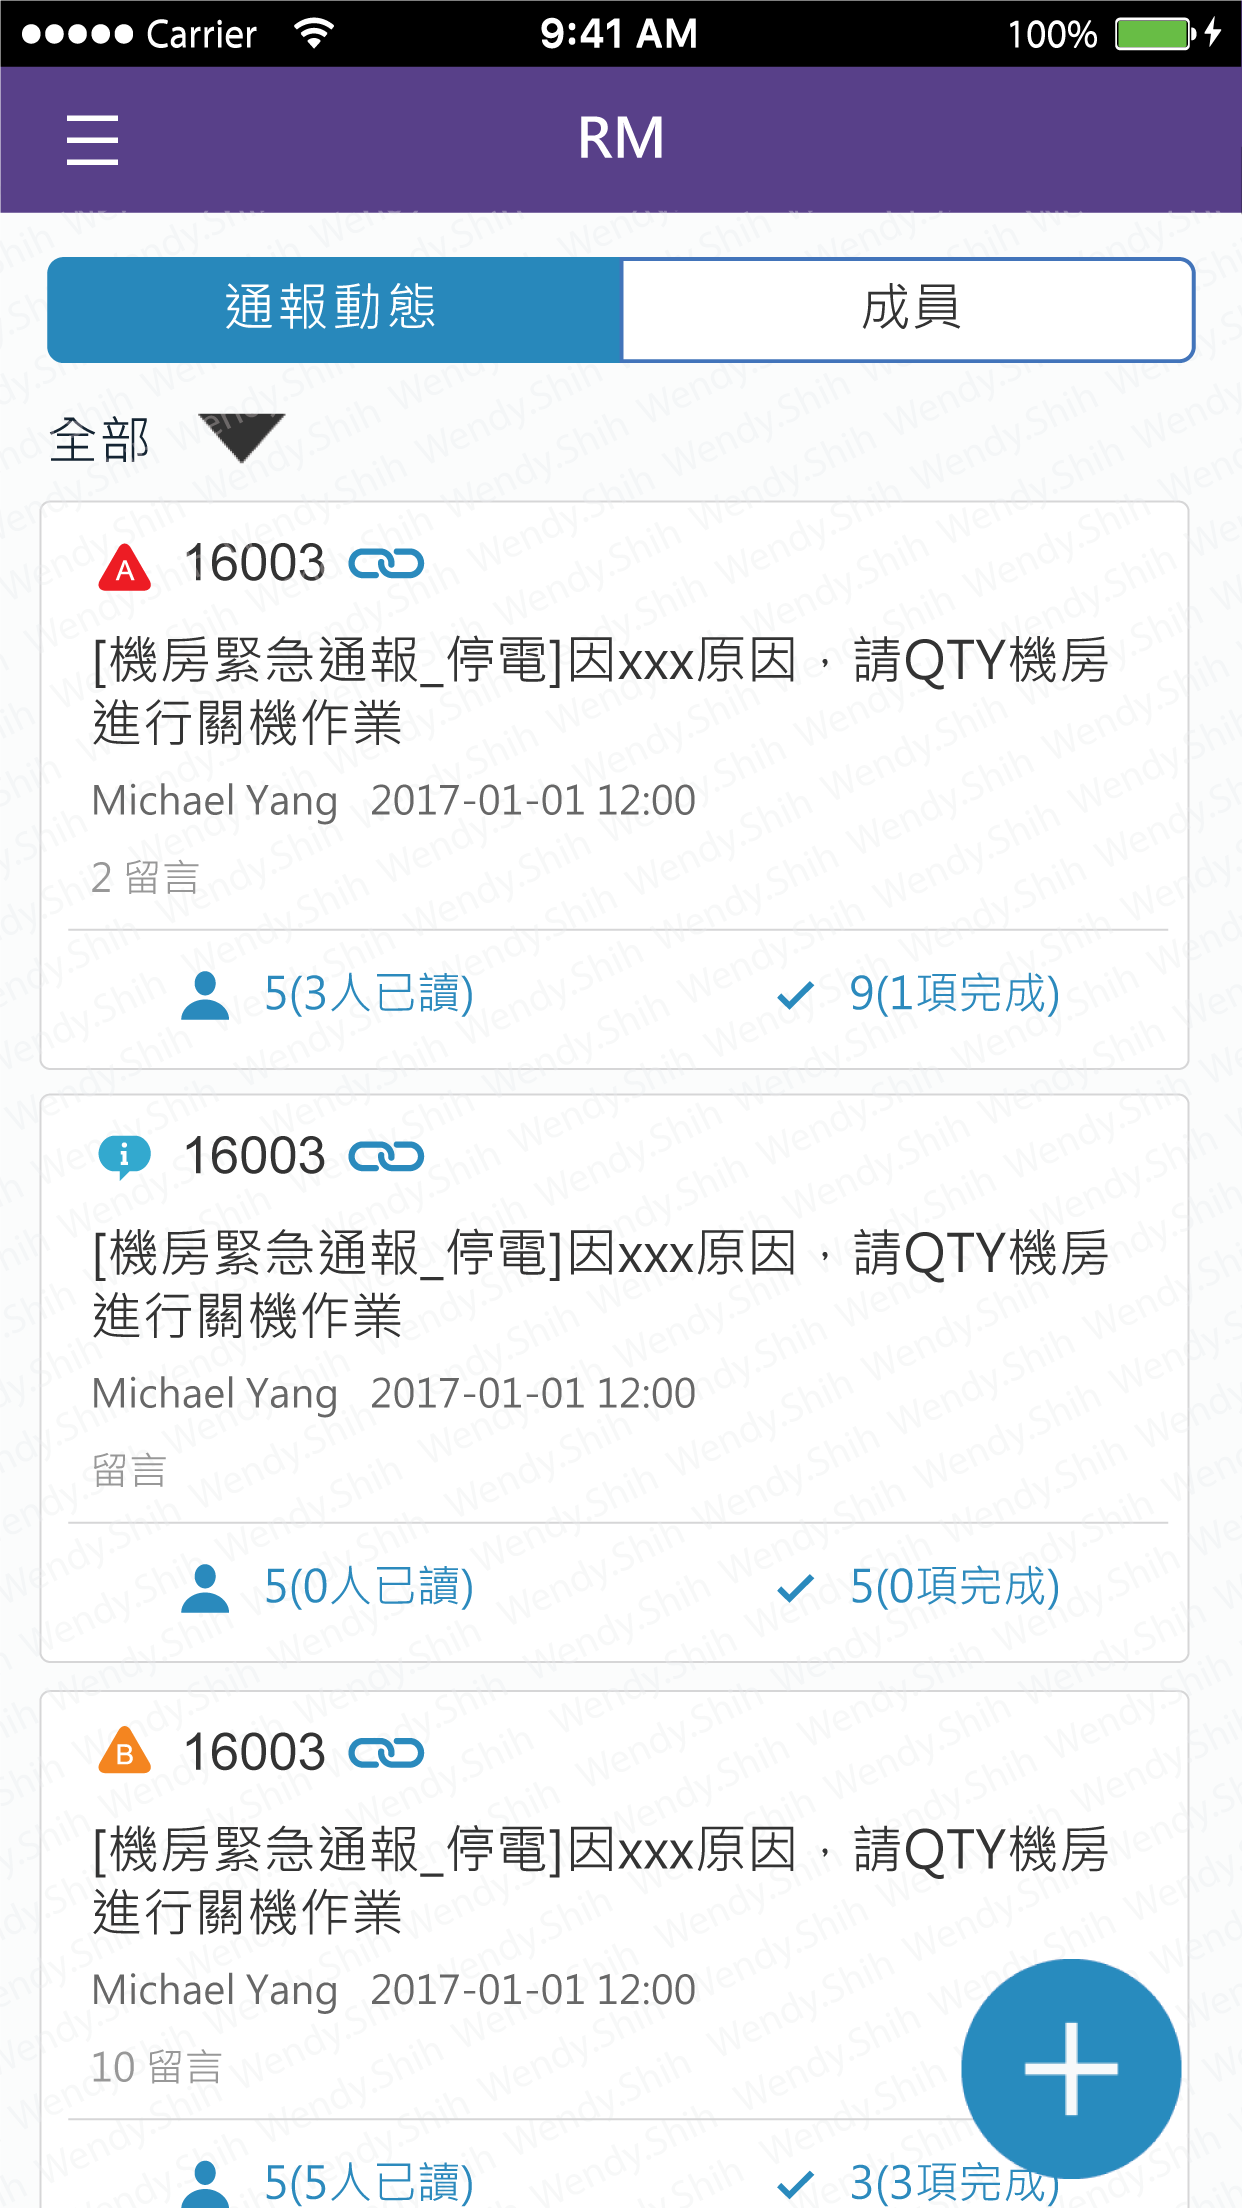 Carrier 9:41 AM 100%
RM
通報動態 成員
全部
A 16003
[機房緊急通報_停電]因xxx原因，請QTY機房
進行關機作業
Michael Yang 2017-01-01 12:00
2 留言
5(3人已讀) 9(1項完成)
i 16003
[機房緊急通報_停電]因xxx原因，請QTY機房
進行關機作業
Michael Yang 2017-01-01 12:00
留言
5(0人已讀) 5(0項完成)
B 16003
[機房緊急通報_停電]因xxx原因，請QTY機房
進行關機作業
Michael Yang 2017-01-01 12:00
10 留言
5(5人已讀) 3(3項完成)
Wendy.Shih